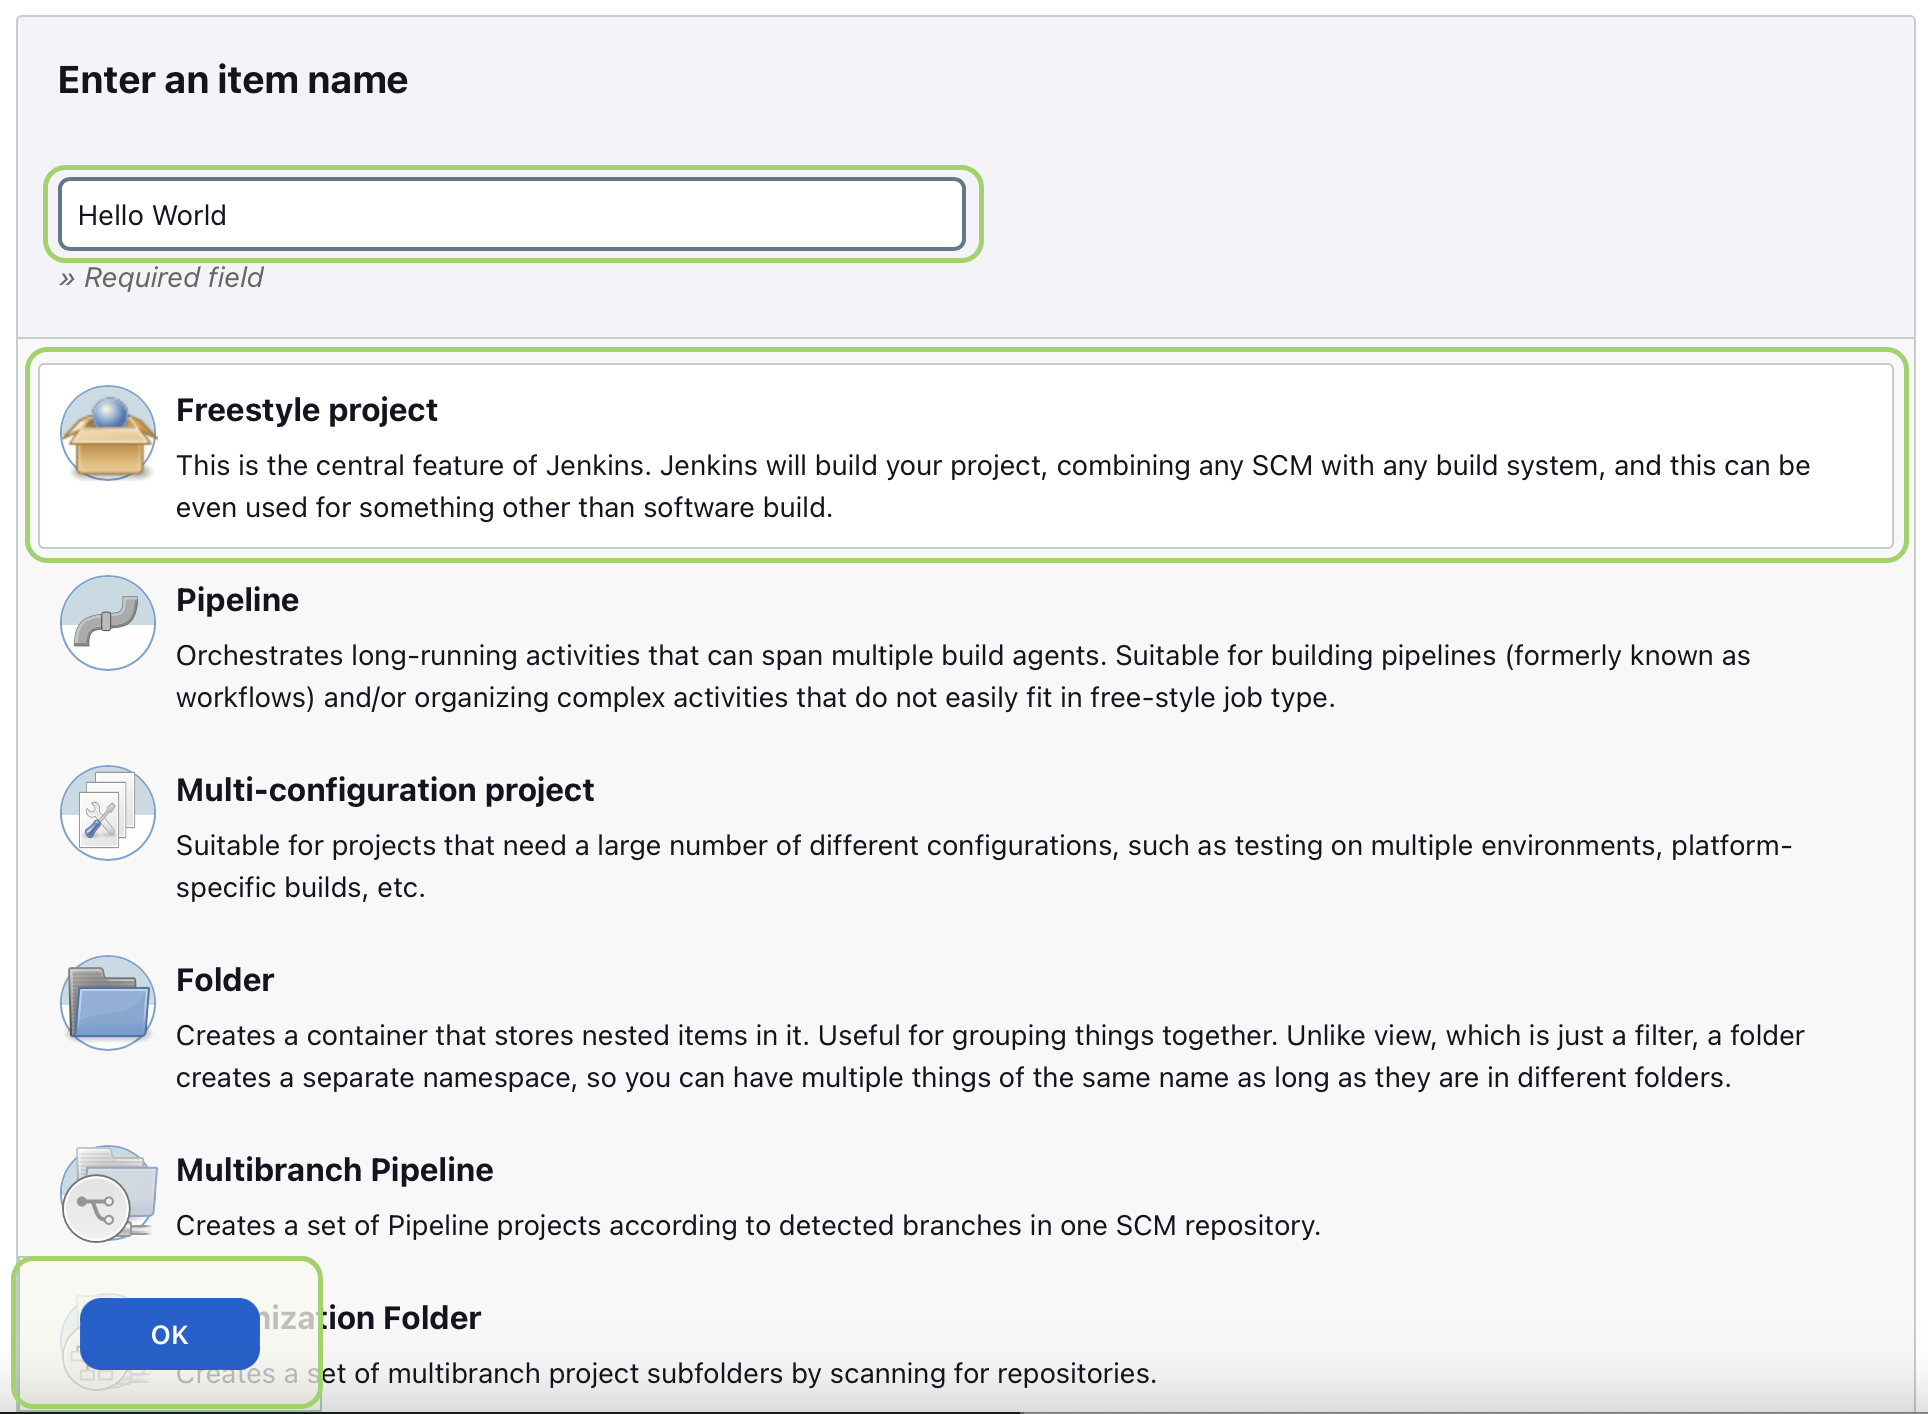 Enter an item name
Hello World
» Required field
Freestyle project
This is the central feature of Jenkins. Jenkins will build your project, combining any SCM with any build system, and this can be
even used for something other than software build.
Pipeline
Orchestrates long-running activities that can span multiple build agents. Suitable for building pipelines (formerly known as
workflows) and/or organizing complex activities that do not easily fit in free-style job type.
Multi-configuration project
Suitable for projects that need a large number of different configurations, such as testing on multiple environments, platform-
specific builds, etc.
Folder
Creates a container that stores nested items in it. Useful for grouping things together. Unlike view, which is just a filter, a folder
creates a separate namespace, so you can have multiple things of the same name as long as they are in different folders.
Multibranch Pipeline
Creates a set of Pipeline projects according to detected branches in one SCM repository.
Folder
OK
Creates a set of multibranch project subfolders by scanning for repositories.